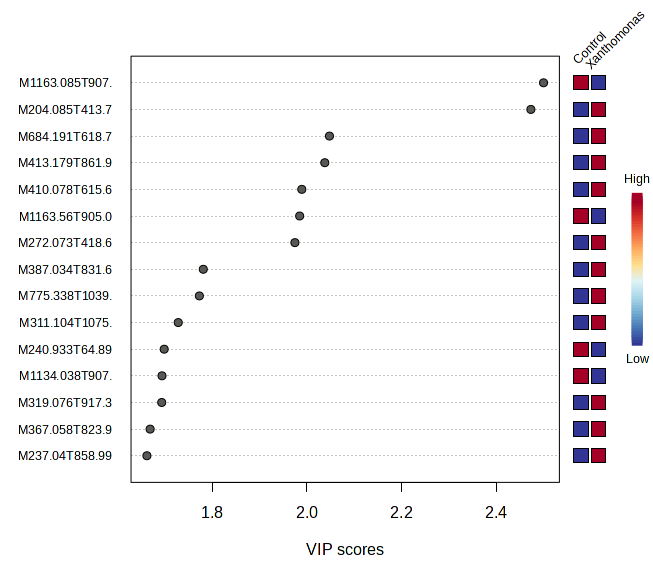 Control
Xanthomonas
M1163.085T907.
M204.085T413.7
M684.191T618.7
M413.179T861.9
M410.078T615.6
M1163.56T905.0
M272.073T418.6
M387.034T831.6
M775.338T1039.
M311.104T1075.
M240.933T64.89
M1134.038T907.
M319.076T917.3
M367.058T823.9
M237.04T858.99
High
Low
1.8 2.0 2.2 2.4
VIP scores